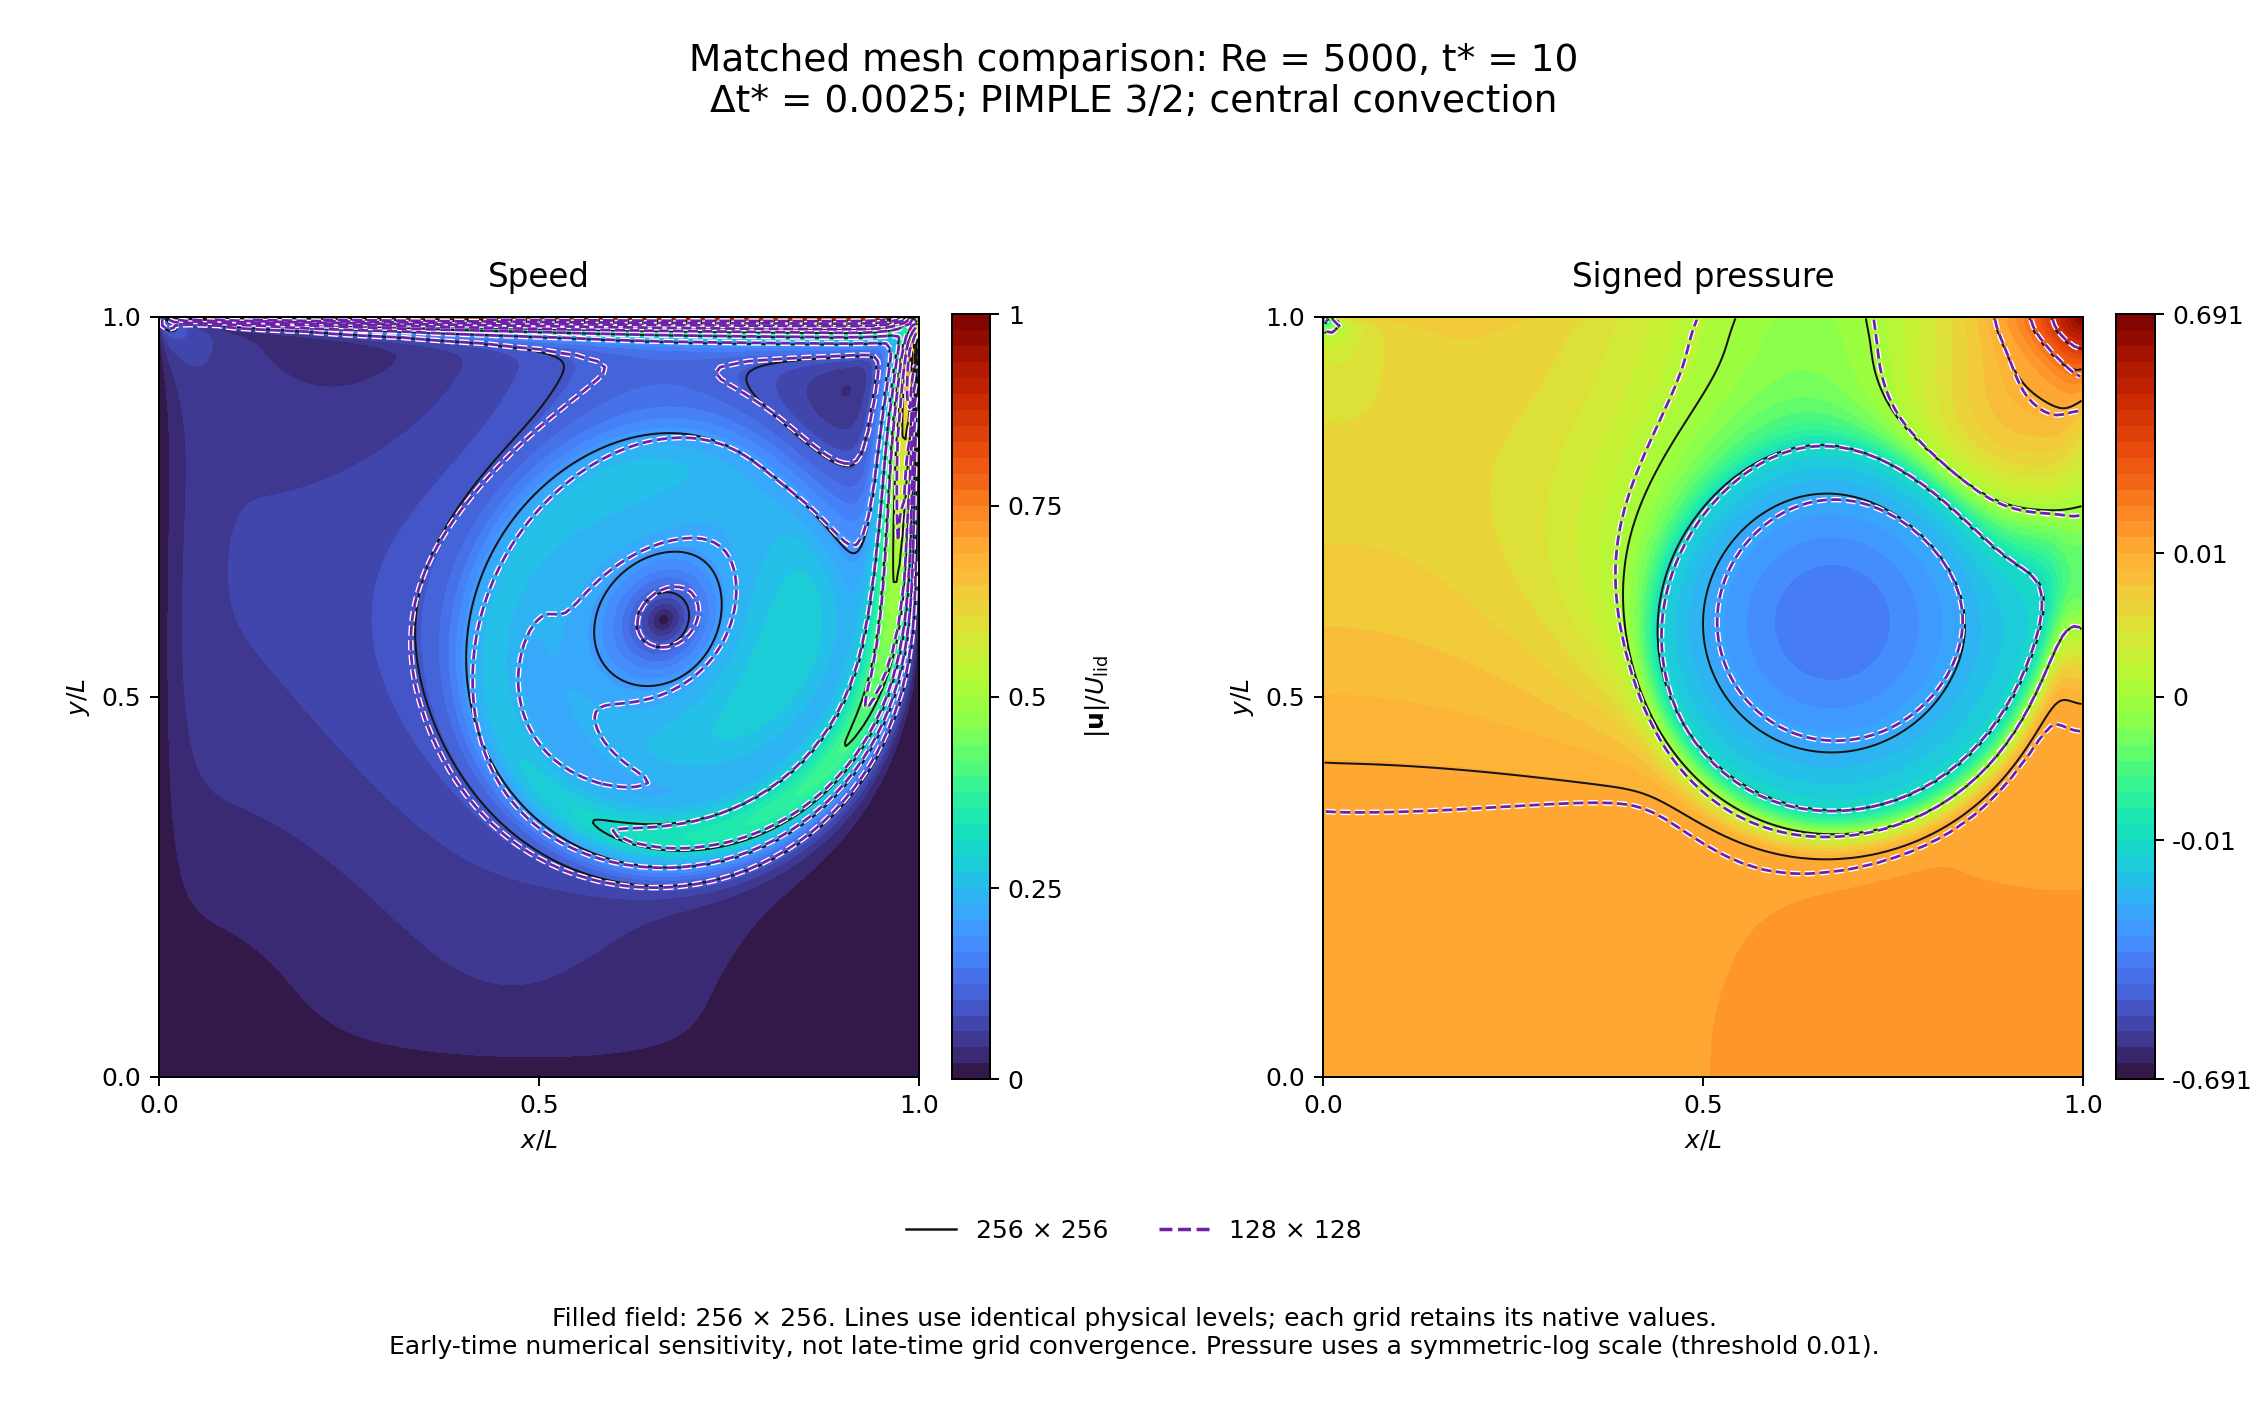 Matched mesh comparison: Re = 5000, t* = 10
Δt* = 0.0025; PIMPLE 3/2; central convection
Speed
1.0
0.5
0.0
y/L
0.0
0.5
1.0
x/L
1
0.75
0.5
0.25
0
|u|/U_lid
Signed pressure
1.0
0.5
0.0
y/L
0.0
0.5
1.0
x/L
0.691
0.01
0
-0.01
-0.691
256 × 256
128 × 128
Filled field: 256 × 256. Lines use identical physical levels; each grid retains its native values.
Early-time numerical sensitivity, not late-time grid convergence. Pressure uses a symmetric-log scale (threshold 0.01).